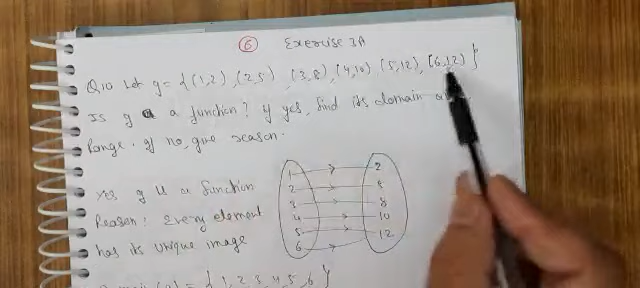 6 Exercise 3A
Q.10 Let g = { (1,2), (2,5), (3,8), (4,10), (5,12), (6,12) }
Is g a function? If yes, find its domain
Range. If no, give reason.
Yes g is a function
Reason: Every element
has its unique image
1 2
2 5
3 8
4 10
5 12
6
Domain (g) = { 1, 2, 3, 4, 5, 6 }